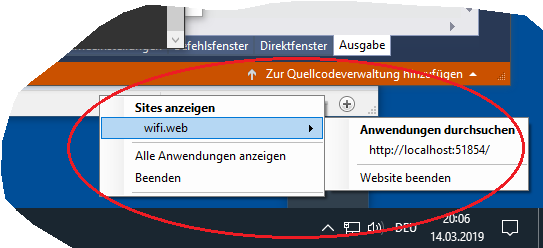 Direktfenster
Ausgabe
Zur Quellcodeverwaltung hinzufügen
Sites anzeigen
wifi.web
Anwendungen durchsuchen
http://localhost:51854/
Alle Anwendungen anzeigen
Beenden
Website beenden
DEU
20:06
14.03.2019